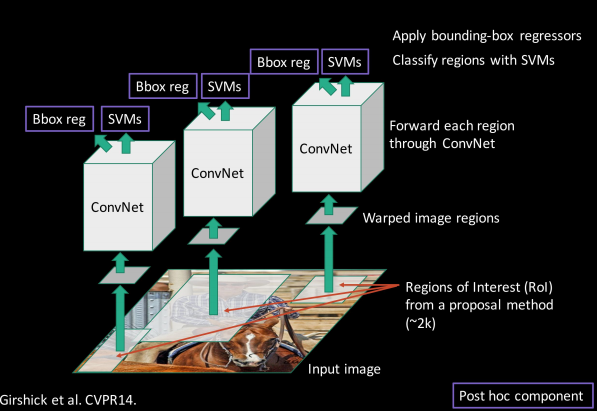 Apply bounding-box regressors
Bbox reg SVMs Classify regions with SVMs
Bbox reg SVMs
Bbox reg SVMs
Forward each region
through ConvNet
ConvNet
ConvNet
ConvNet
Warped image regions
Regions of Interest (RoI)
from a proposal method
(~2k)
Input image
Girshick et al. CVPR14.
Post hoc component